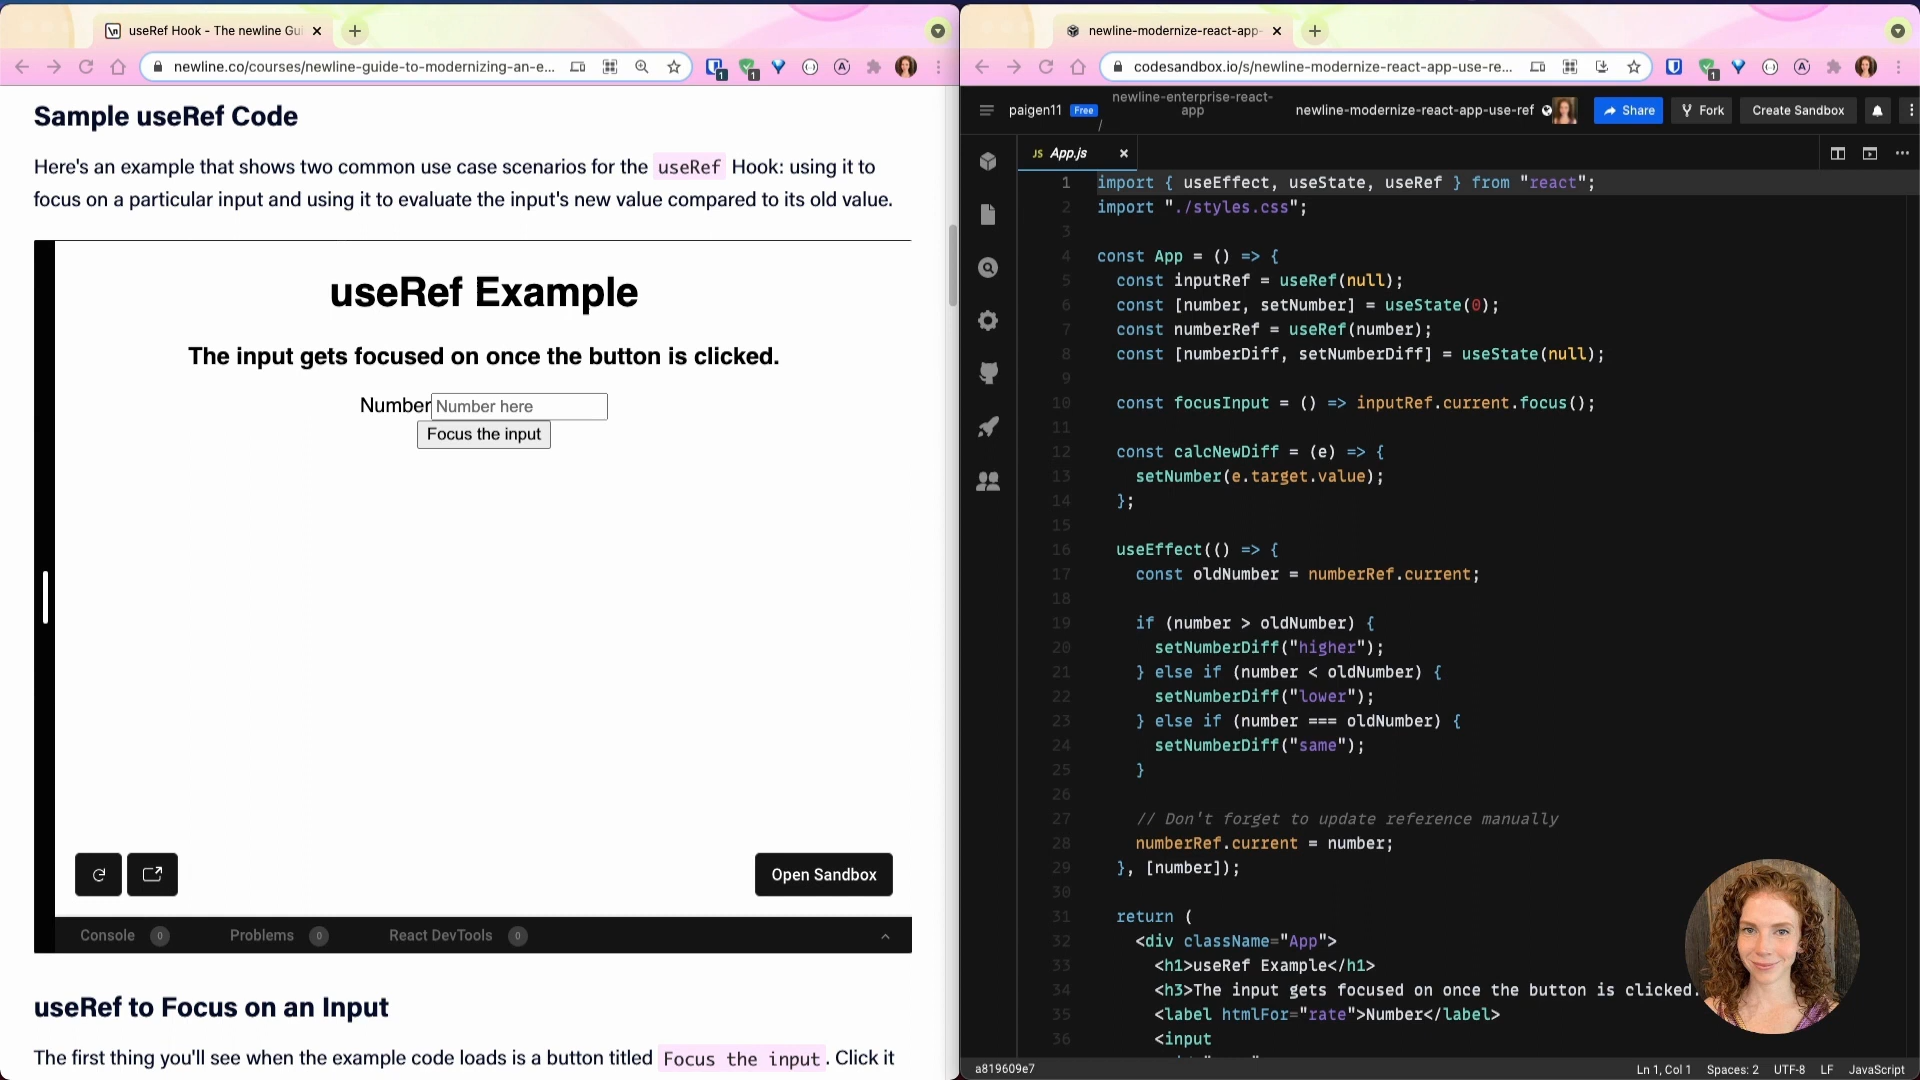 useRef Hook - The newline Gui
newline.co/courses/newline-guide-to-modernizing-an-e...
Sample useRef Code
Here's an example that shows two common use case scenarios for the useRef Hook: using it to
focus on a particular input and using it to evaluate the input's new value compared to its old value.
useRef Example
The input gets focused on once the button is clicked.
Number Number here
Focus the input
Open Sandbox
Console 0 Problems 0 React DevTools 0
useRef to Focus on an Input
The first thing you'll see when the example code loads is a button titled Focus the input. Click it
newline-modernize-react-app-
codesandbox.io/s/newline-modernize-react-app-use-re...
paigen11 Free newline-enterprise-react-app / newline-modernize-react-app-use-ref Share Fork Create Sandbox
JS App.js
1 import { useEffect, useState, useRef } from "react";
2 import "./styles.css";
3
4 const App = () => {
5 const inputRef = useRef(null);
6 const [number, setNumber] = useState(0);
7 const numberRef = useRef(number);
8 const [numberDiff, setNumberDiff] = useState(null);
9
10 const focusInput = () => inputRef.current.focus();
11
12 const calcNewDiff = (e) => {
13 setNumber(e.target.value);
14 };
15
16 useEffect(() => {
17 const oldNumber = numberRef.current;
18
19 if (number > oldNumber) {
20 setNumberDiff("higher");
21 } else if (number < oldNumber) {
22 setNumberDiff("lower");
23 } else if (number === oldNumber) {
24 setNumberDiff("same");
25 }
26
27 // Don't forget to update reference manually
28 numberRef.current = number;
29 }, [number]);
30
31 return (
32 <div className="App">
33 <h1>useRef Example</h1>
34 <h3>The input gets focused on once the button is clicked.
35 <label htmlFor="rate">Number</label>
36 <input
a819609e7
Ln 1, Col 1 Spaces: 2 UTF-8 LF JavaScript